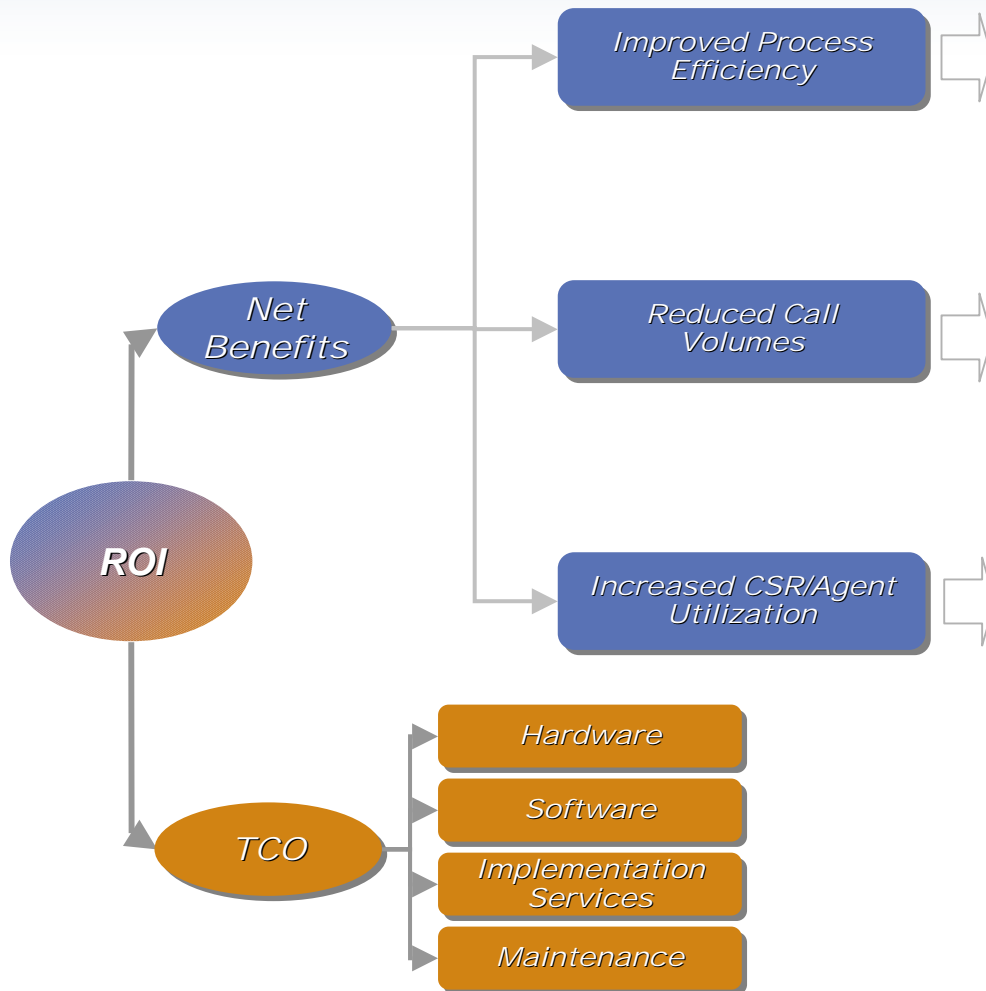 Improved Process
Efficiency
Net
Benefits
Reduced Call
Volumes
ROI
Increased CSR/Agent
Utilization
Hardware
Software
TCO
Implementation
Services
Maintenance